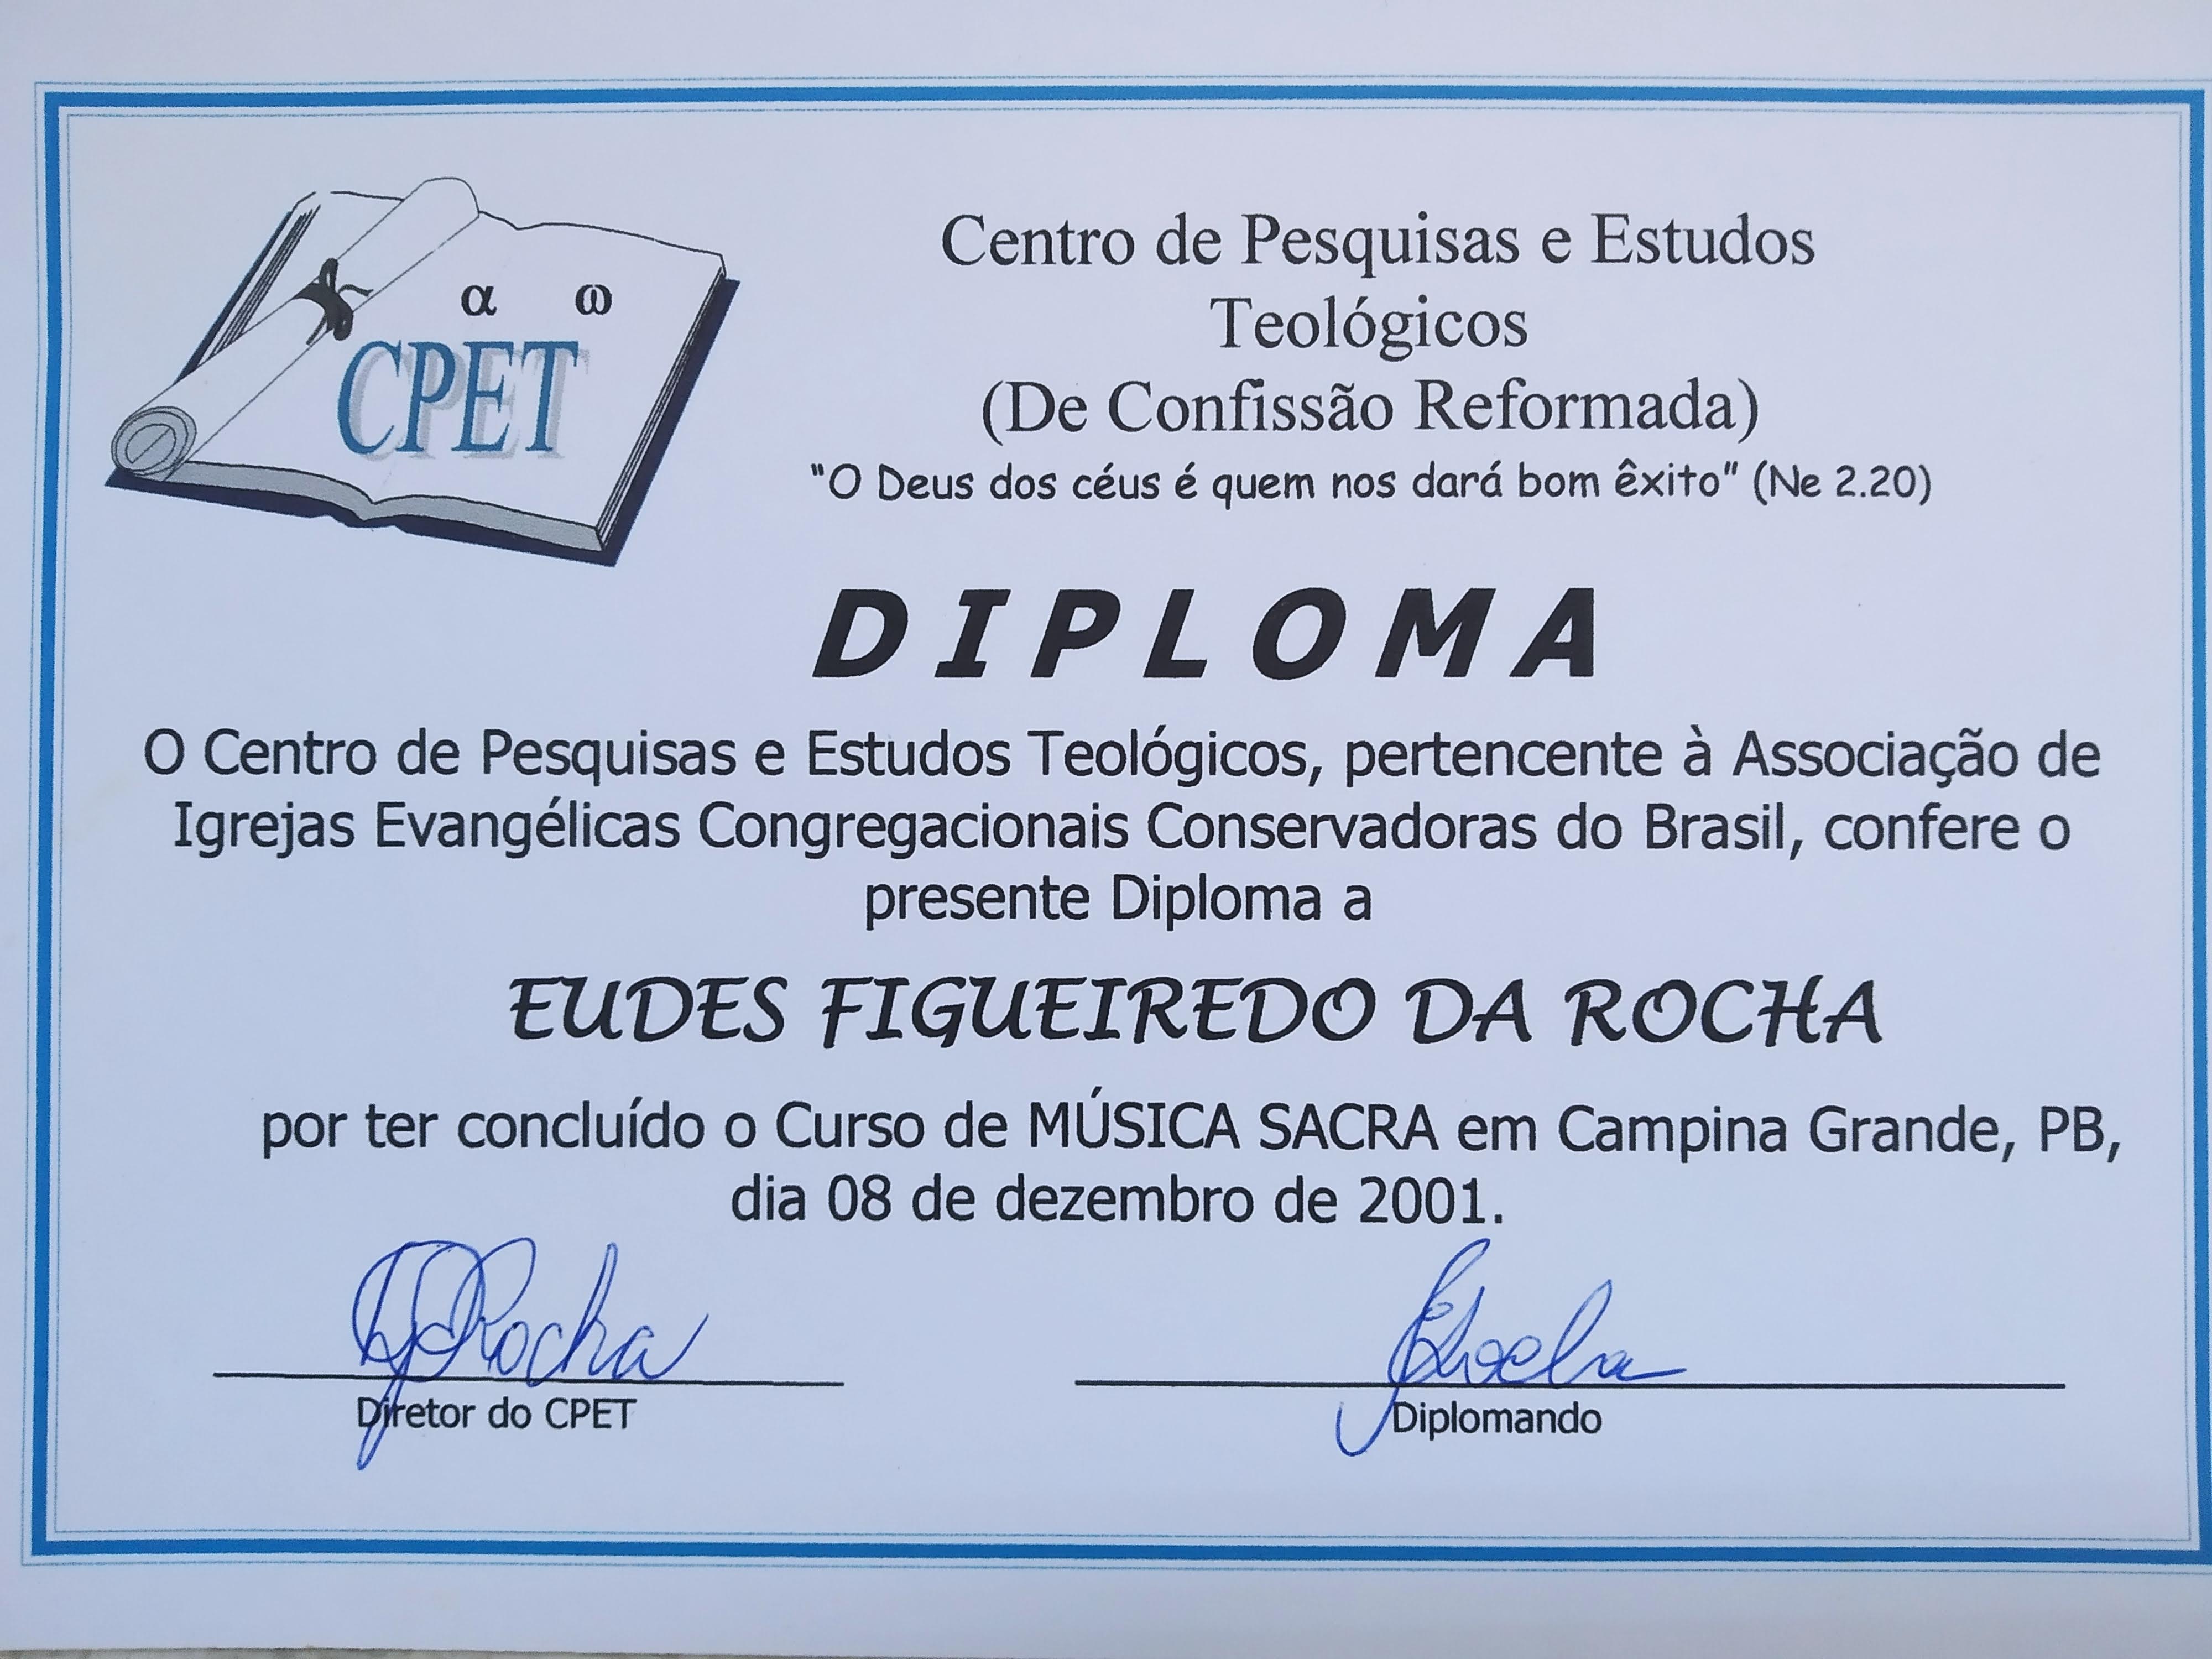 α ω
CPET
Centro de Pesquisas e Estudos
Teológicos
(De Confissão Reformada)
"O Deus dos céus é quem nos dará bom êxito" (Ne 2.20)
DIPLOMA
O Centro de Pesquisas e Estudos Teológicos, pertencente à Associação de
Igrejas Evangélicas Congregacionais Conservadoras do Brasil, confere o
presente Diploma a
EUDES FIGUEIREDO DA ROCHA
por ter concluído o Curso de MÚSICA SACRA em Campina Grande, PB,
dia 08 de dezembro de 2001.
Rocha
Diretor do CPET
Diplomando